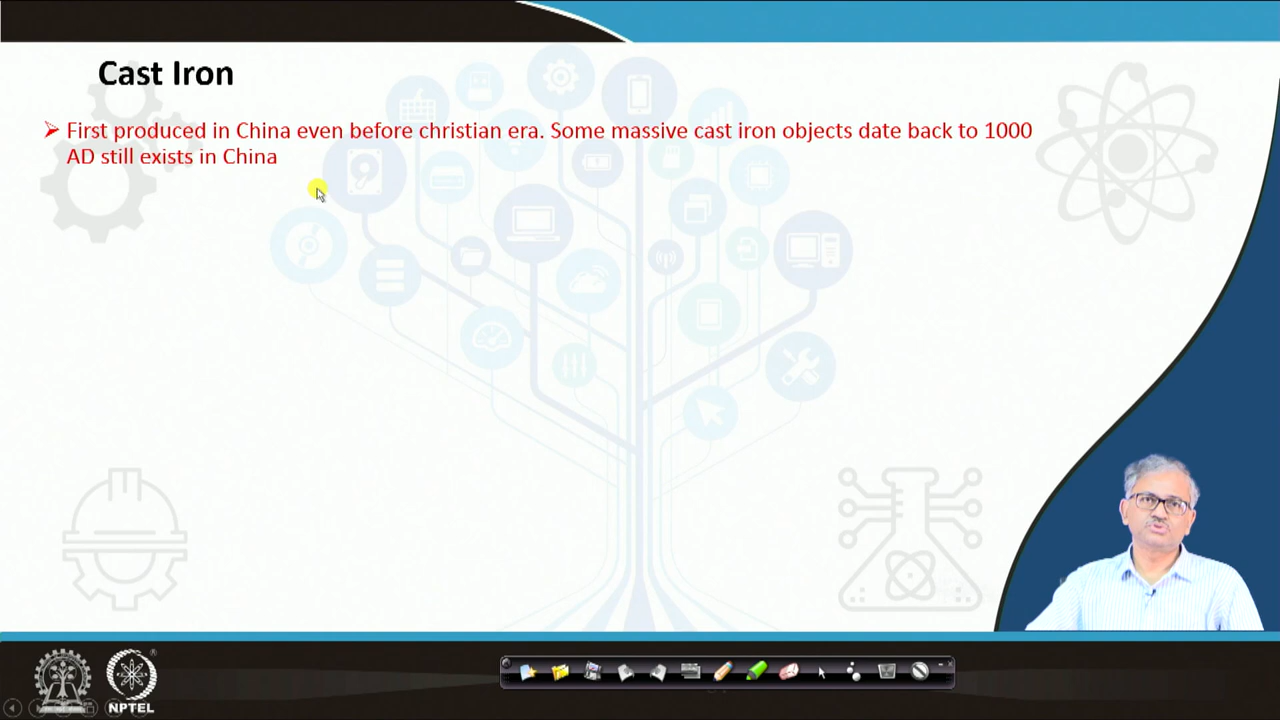 Cast Iron
➢ First produced in China even before christian era. Some massive cast iron objects date back to 1000
AD still exists in China
NPTEL